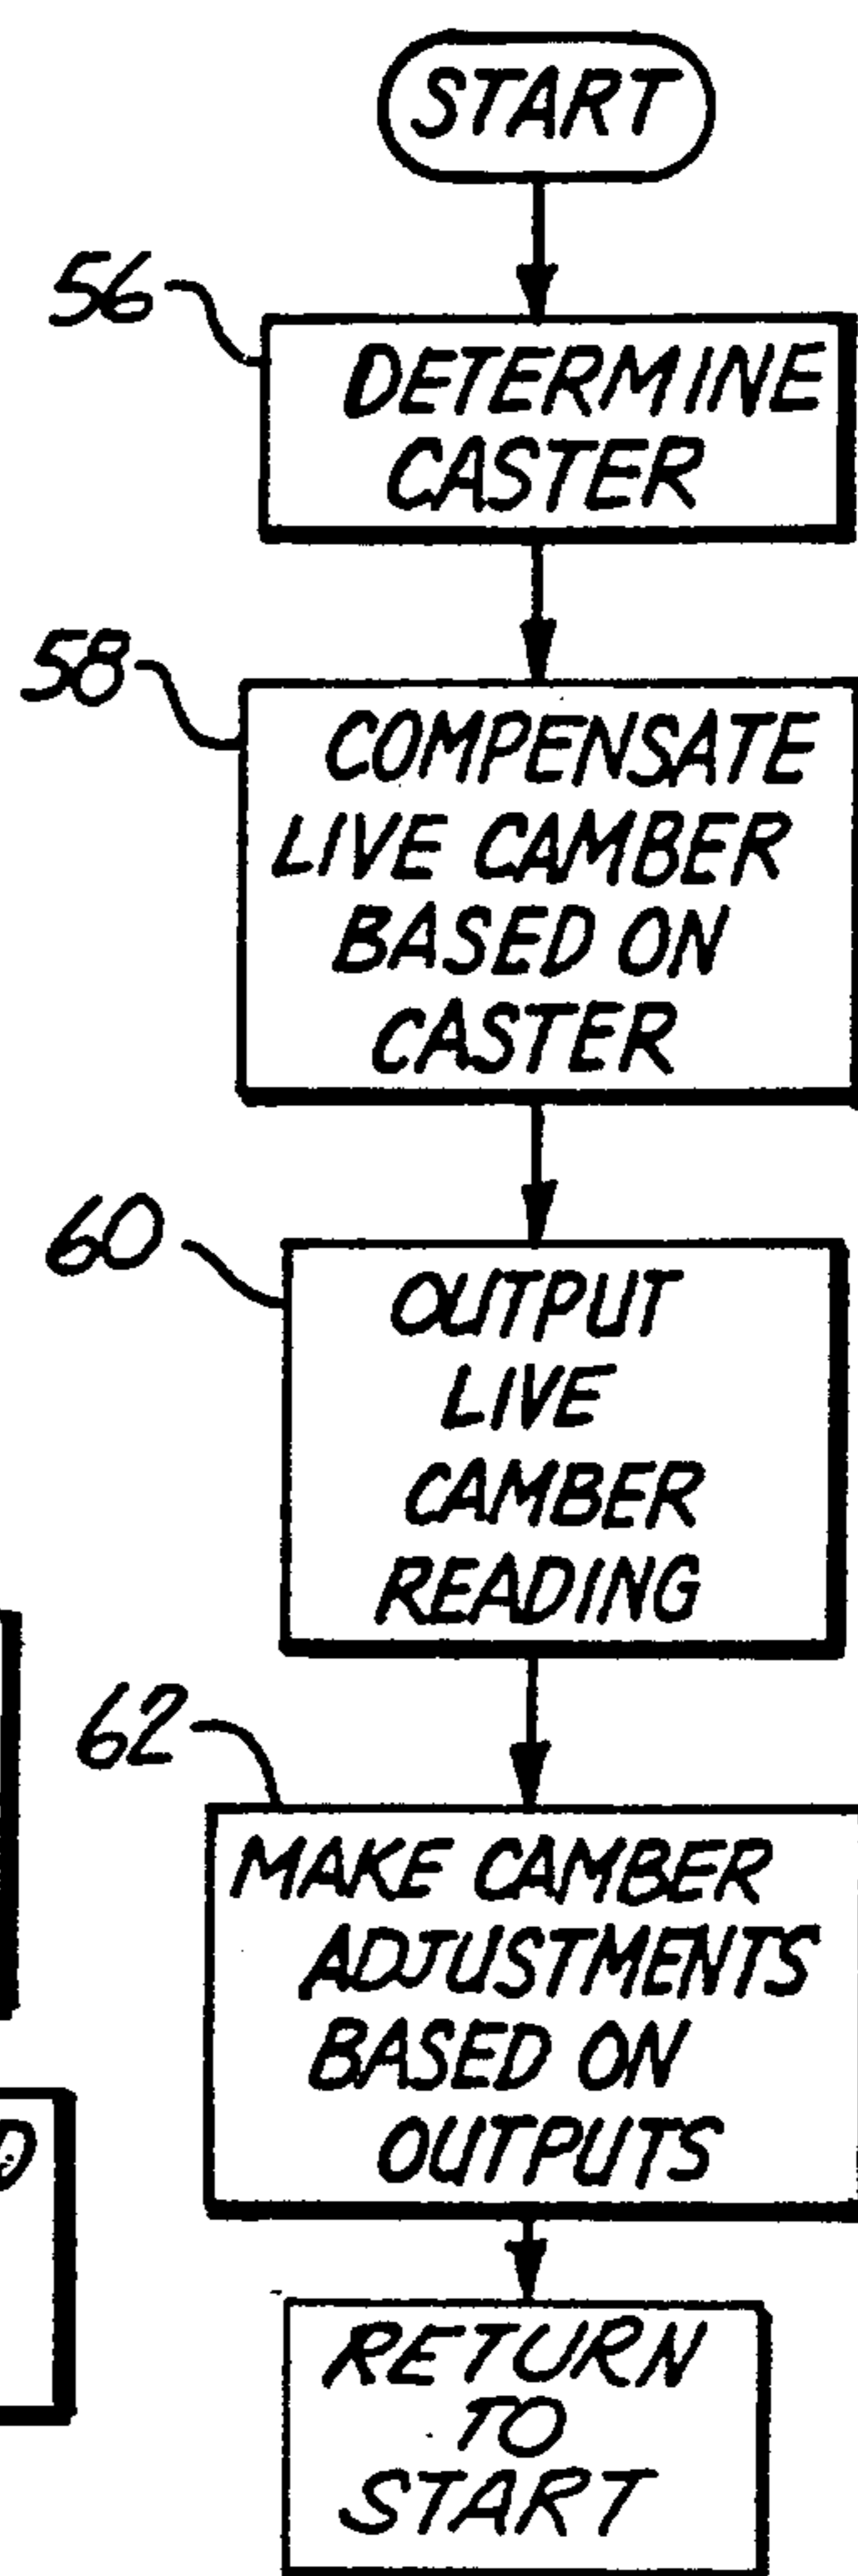 START
56
DETERMINE
CASTER
58
COMPENSATE
LIVE CAMBER
BASED ON
CASTER
60
OUTPUT
LIVE
CAMBER
READING
62
MAKE CAMBER
ADJUSTMENTS
BASED ON
OUTPUTS
D
RETURN
TO
START